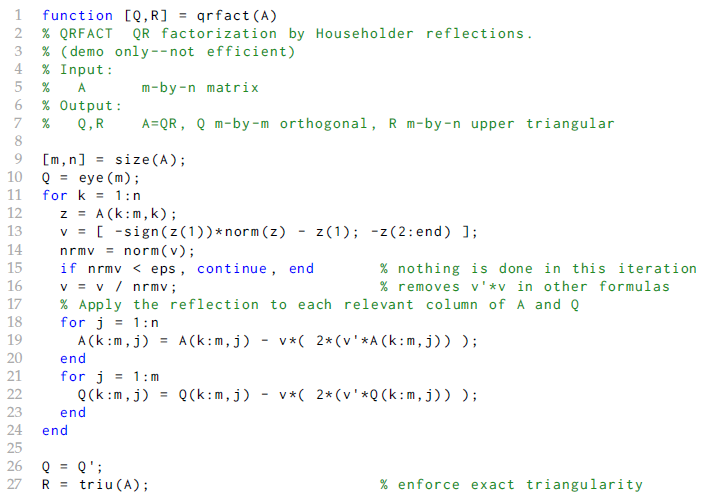 1 function [Q,R] = qrfact(A)
2 % QRFACT  QR factorization by Householder reflections.
3 % (demo only--not efficient)
4 % Input:
5 %   A      m-by-n matrix
6 % Output:
7 %   Q,R    A=QR, Q m-by-m orthogonal, R m-by-n upper triangular
8
9 [m,n] = size(A);
10 Q = eye(m);
11 for k = 1:n
12   z = A(k:m,k);
13   v = [ -sign(z(1))*norm(z) - z(1); -z(2:end) ];
14   nrmv = norm(v);
15   if nrmv < eps, continue, end       % nothing is done in this iteration
16   v = v / nrmv;                      % removes v'*v in other formulas
17   % Apply the reflection to each relevant column of A and Q
18   for j = 1:n
19     A(k:m,j) = A(k:m,j) - v*( 2*(v'*A(k:m,j)) );
20   end
21   for j = 1:m
22     Q(k:m,j) = Q(k:m,j) - v*( 2*(v'*Q(k:m,j)) );
23   end
24 end
25
26 Q = Q';
27 R = triu(A);                         % enforce exact triangularity